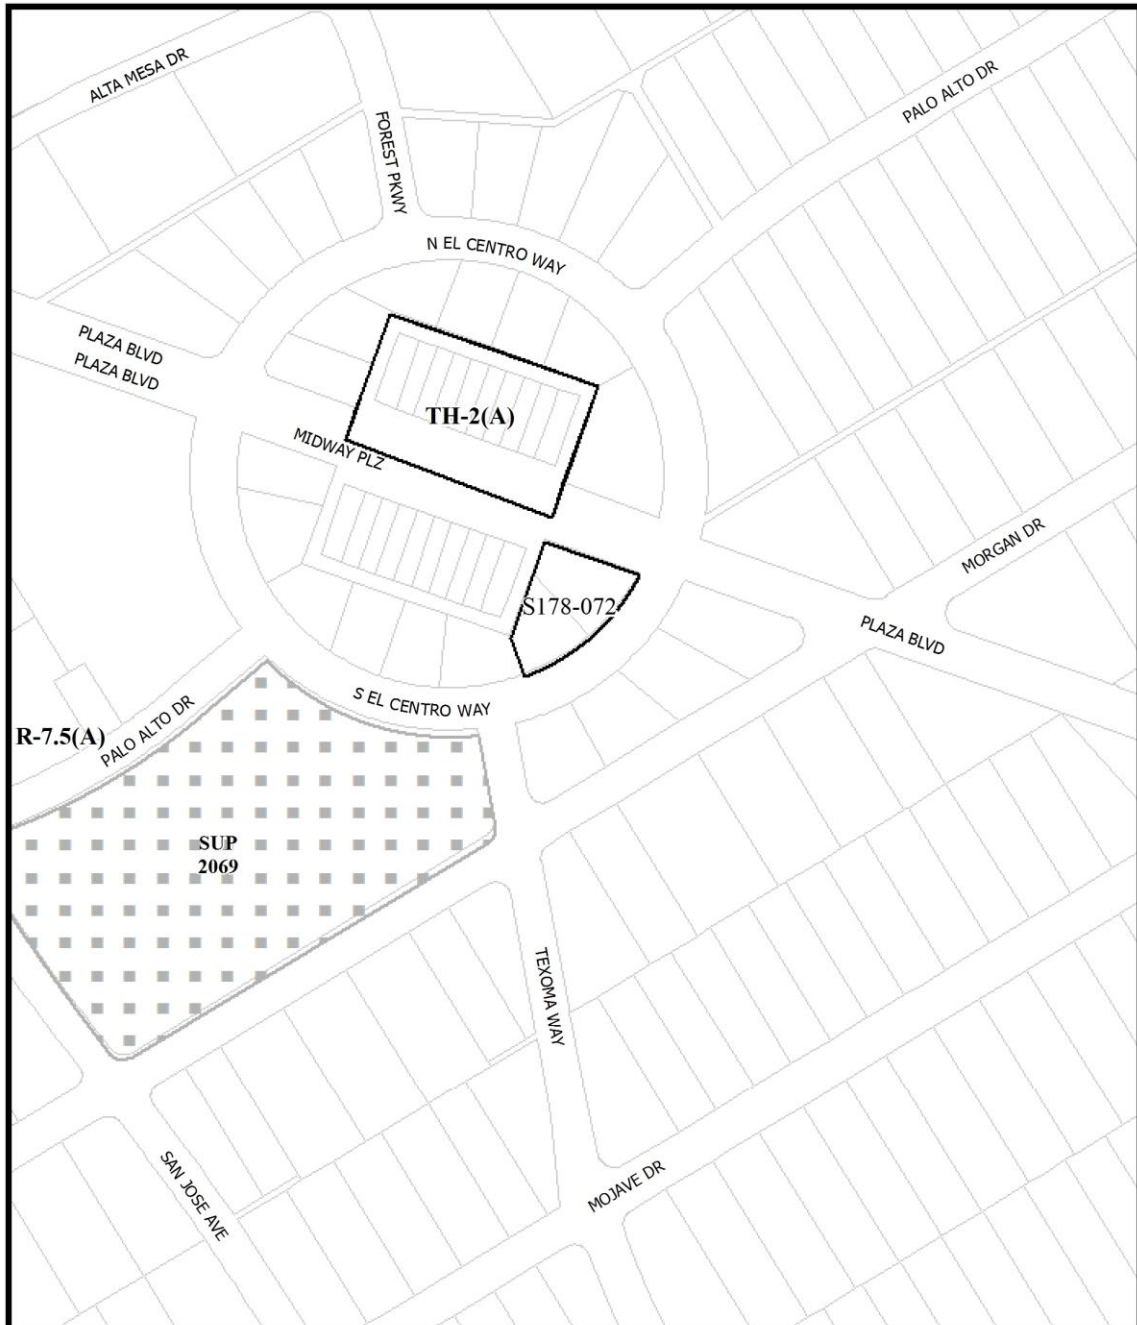 ALTA MESA DR
FOREST PKWY
PALO ALTO DR
N EL CENTRO WAY
PLAZA BLVD
PLAZA BLVD
TH-2(A)
MIDWAY PLZ
MORGAN DR
S178-072
PLAZA BLVD
S EL CENTRO WAY
PALO ALTO DR
R-7.5(A)
SUP
2069
TEXOMA WAY
SAN JOSE AVE
MOJAVE DR